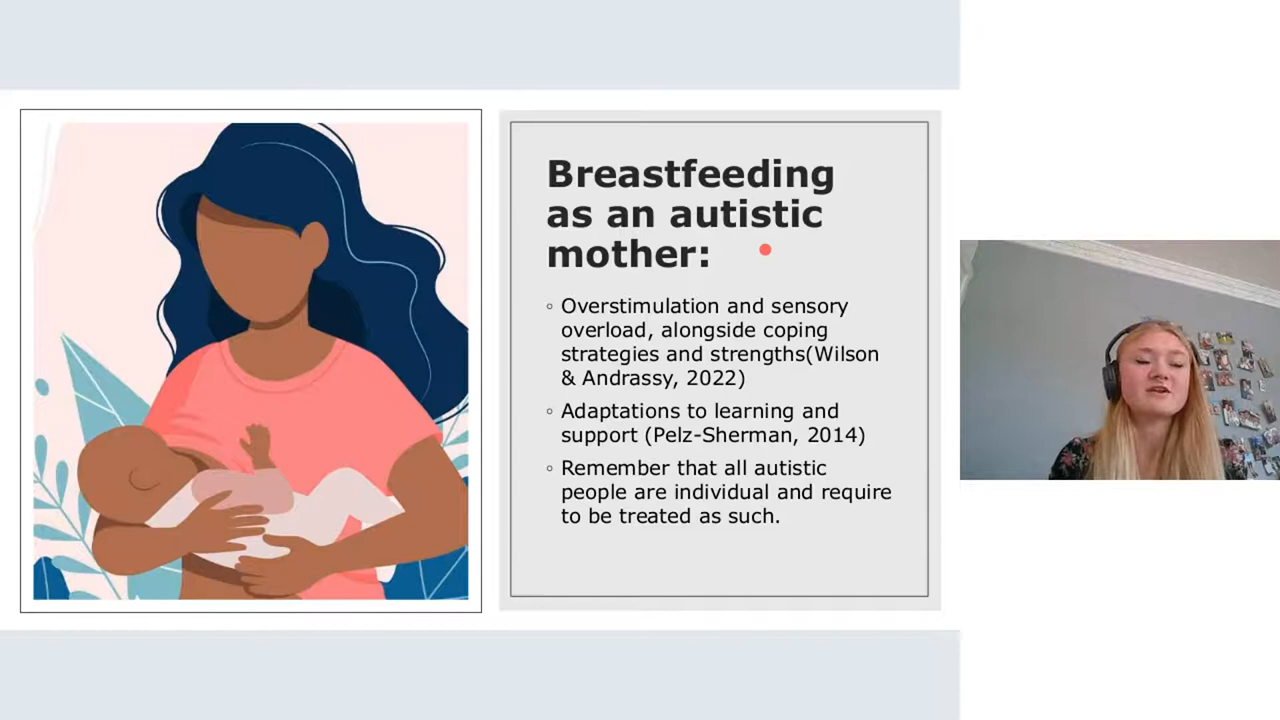 Breastfeeding
as an autistic
mother:
◦ Overstimulation and sensory
overload, alongside coping
strategies and strengths(Wilson
& Andrassy, 2022)
◦ Adaptations to learning and
support (Pelz-Sherman, 2014)
◦ Remember that all autistic
people are individual and require
to be treated as such.